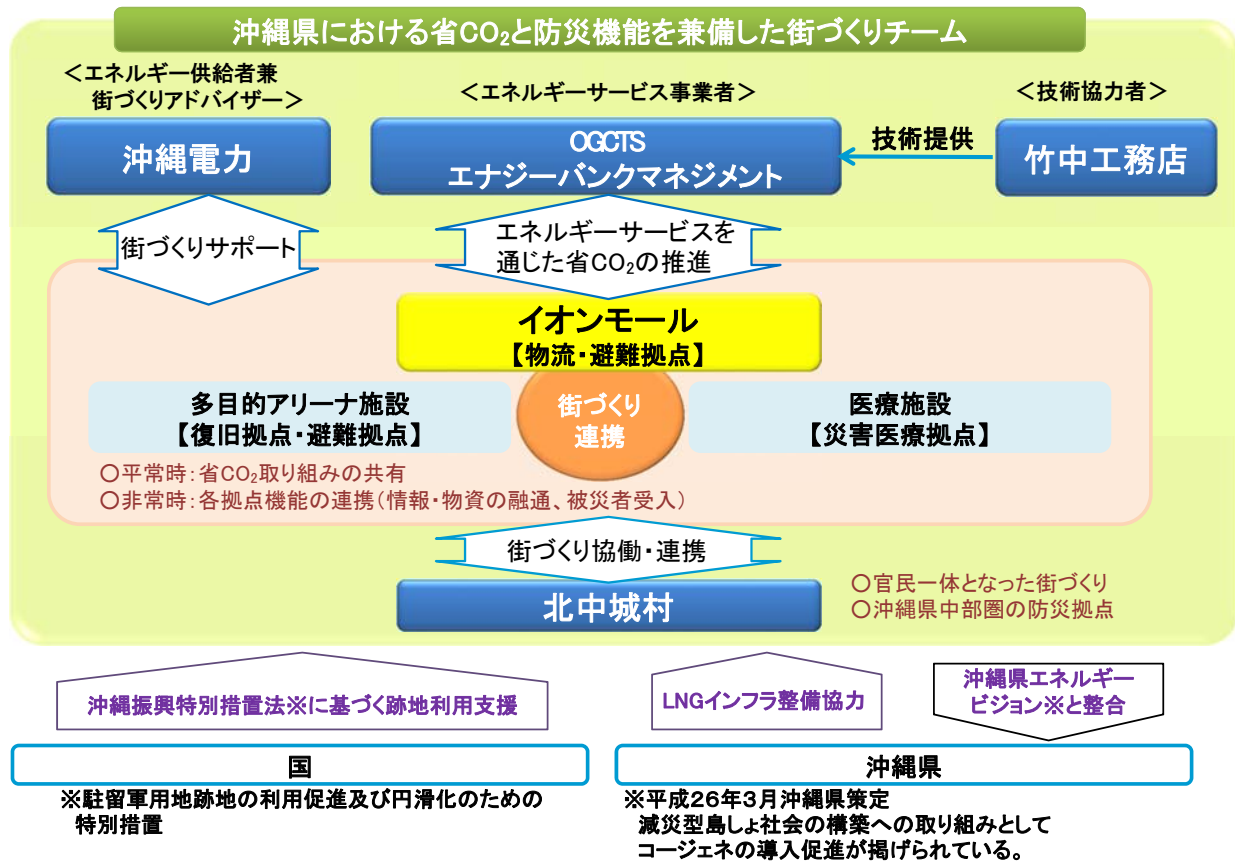 沖縄県における省CO₂と防災機能を兼備した街づくりチーム
＜エネルギー供給者兼
街づくりアドバイザー＞
＜エネルギーサービス事業者＞
＜技術協力者＞
沖縄電力
OGCTS
エナジーバンクマネジメント
技術提供
竹中工務店
街づくりサポート
エネルギーサービスを
通じた省CO₂の推進
イオンモール
【物流・避難拠点】
多目的アリーナ施設
【復旧拠点・避難拠点】
街づくり
連携
医療施設
【災害医療拠点】
○平常時：省CO₂取り組みの共有
○非常時：各拠点機能の連携（情報・物資の融通、被災者受入）
街づくり協働・連携
北中城村
○官民一体となった街づくり
○沖縄県中部圏の防災拠点
沖縄振興特別措置法※に基づく跡地利用支援
LNGインフラ整備協力
沖縄県エネルギー
ビジョン※と整合
国
※駐留軍用地跡地の利用促進及び円滑化のための
特別措置
沖縄県
※平成26年3月沖縄県策定
減災型島しょ社会の構築への取り組みとして
コージェネの導入促進が掲げられている。